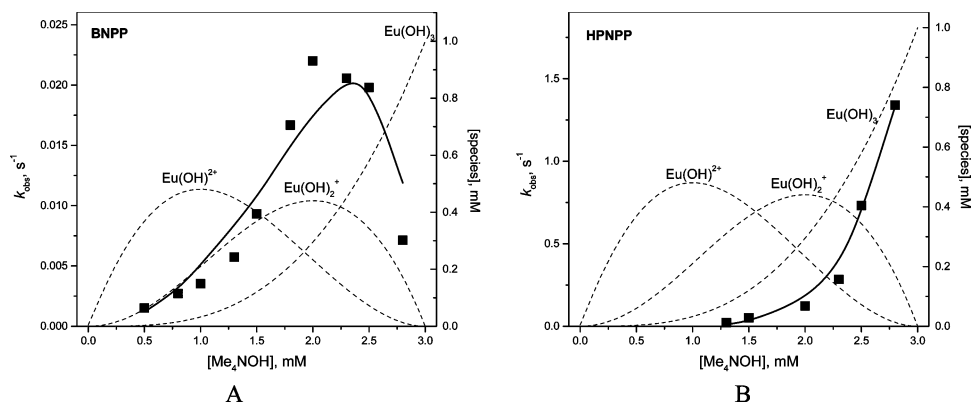 BNPP
Eu(OH)3
Eu(OH)2+
Eu(OH)2+
kobs, s-1
0.025
0.020
0.015
0.010
0.005
0.000
1.0
0.8
0.6
0.4
0.2
0.0
[species], mM
0.0 0.5 1.0 1.5 2.0 2.5 3.0
[Me4NOH], mM
A
HPNPP
Eu(OH)3
Eu(OH)2+
Eu(OH)2+
kobs, s-1
1.5
1.0
0.5
0.0
1.0
0.8
0.6
0.4
0.2
0.0
[species], mM
0.0 0.5 1.0 1.5 2.0 2.5 3.0
[Me4NOH], mM
B